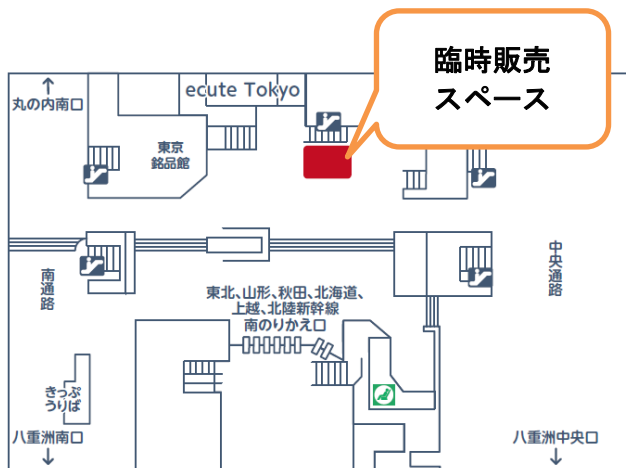 臨時販売
スペース
丸の内南口
ecute Tokyo
東京
銘品館
南通路
中央通路
東北、山形、秋田、北海道、
上越、北陸新幹線
南のりかえ口
きっぷ
うりば
八重洲南口
八重洲中央口